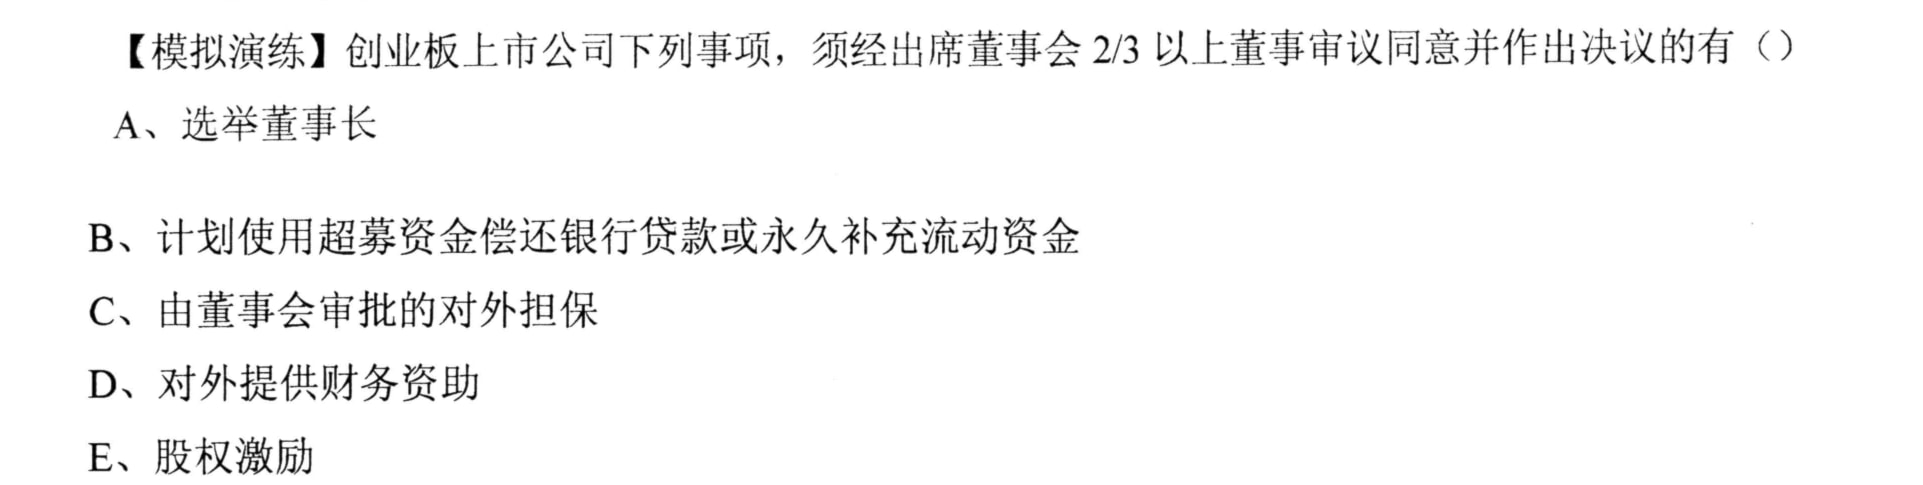 【模拟演练】创业板上市公司下列事项，须经出席董事会 2/3 以上董事审议同意并作出决议的有（）
A、选举董事长
B、计划使用超募资金偿还银行贷款或永久补充流动资金
C、由董事会审批的对外担保
D、对外提供财务资助
E、股权激励